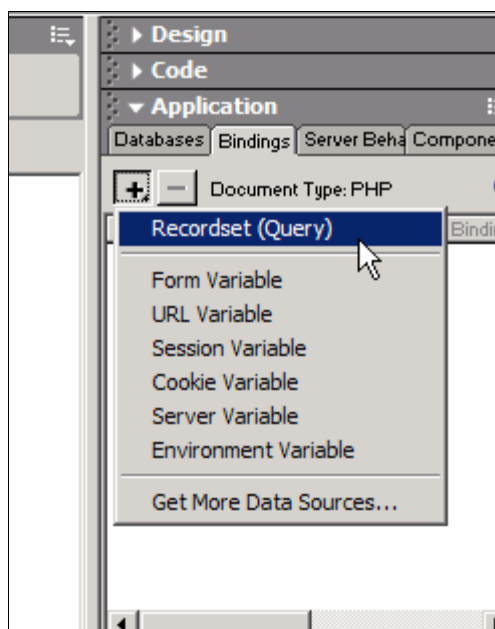 Design
Code
Application
Databases Bindings Server Beha Compone
Document Type: PHP
Recordset (Query)
Bindin
Form Variable
URL Variable
Session Variable
Cookie Variable
Server Variable
Environment Variable
Get More Data Sources...